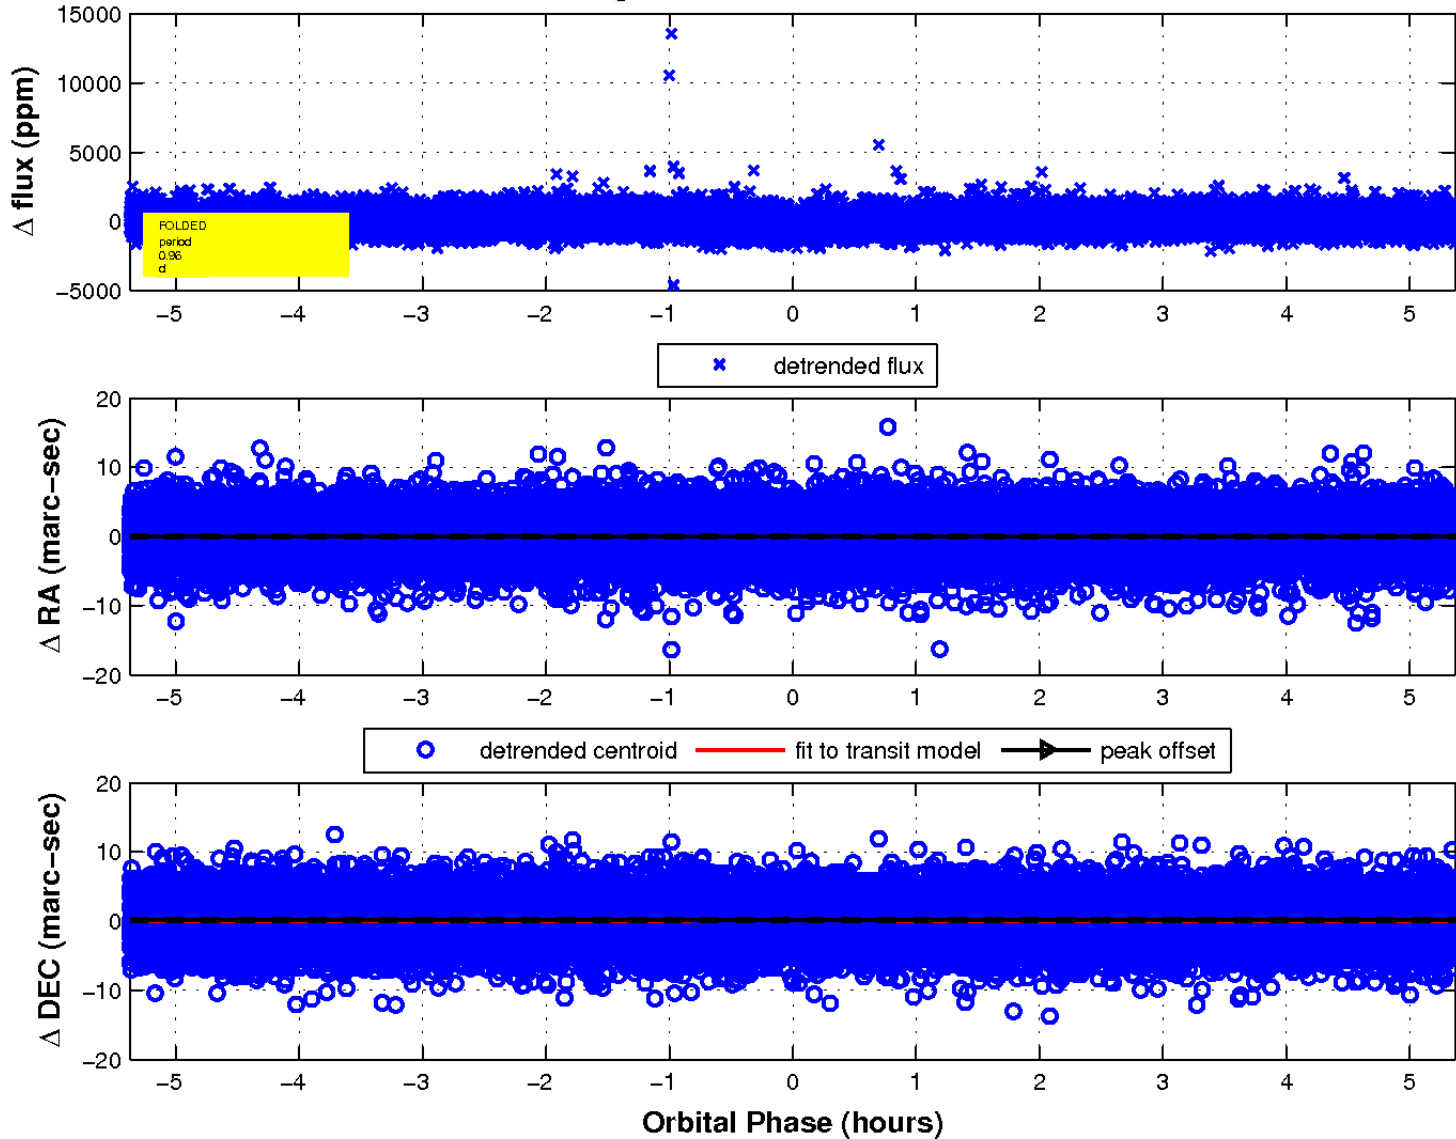 15000
10000
5000
0
−5000
Δ flux (ppm)
FOLDED
period
0.96
d
−5 −4 −3 −2 −1 0 1 2 3 4 5
detrended flux
20
10
0
−10
−20
Δ RA (marc−sec)
−5 −4 −3 −2 −1 0 1 2 3 4 5
detrended centroid fit to transit model peak offset
20
10
0
−10
−20
Δ DEC (marc−sec)
−5 −4 −3 −2 −1 0 1 2 3 4 5
Orbital Phase (hours)